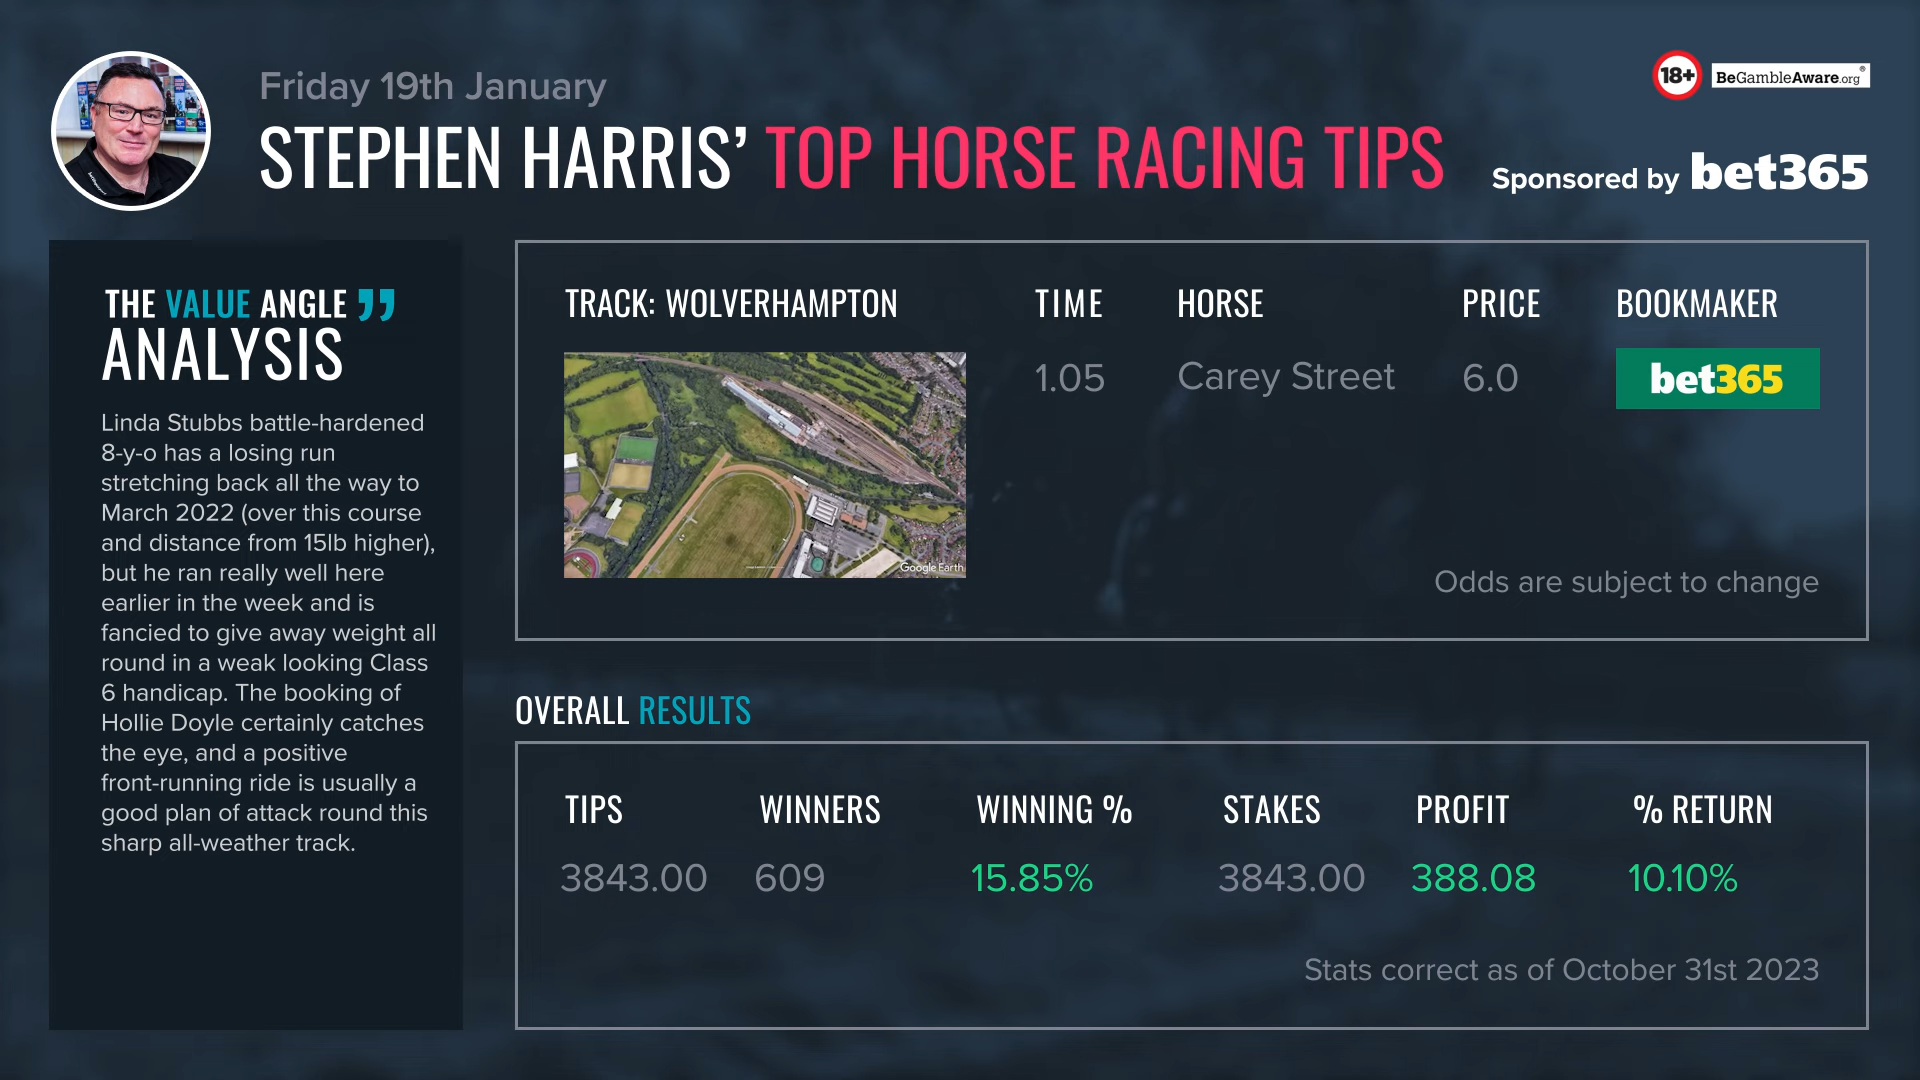 Friday 19th January
STEPHEN HARRIS’ TOP HORSE RACING TIPS
18+
BeGambleAware.org®
Sponsored by bet365
THE VALUE ANGLE ”
ANALYSIS
Linda Stubbs battle-hardened
8-y-o has a losing run
stretching back all the way to
March 2022 (over this course
and distance from 15lb higher),
but he ran really well here
earlier in the week and is
fancied to give away weight all
round in a weak looking Class
6 handicap. The booking of
Hollie Doyle certainly catches
the eye, and a positive
front-running ride is usually a
good plan of attack round this
sharp all-weather track.
TRACK: WOLVERHAMPTON TIME HORSE PRICE BOOKMAKER
1.05 Carey Street 6.0 bet365
Google Earth
Odds are subject to change
OVERALL RESULTS
TIPS WINNERS WINNING % STAKES PROFIT % RETURN
3843.00 609 15.85% 3843.00 388.08 10.10%
Stats correct as of October 31st 2023